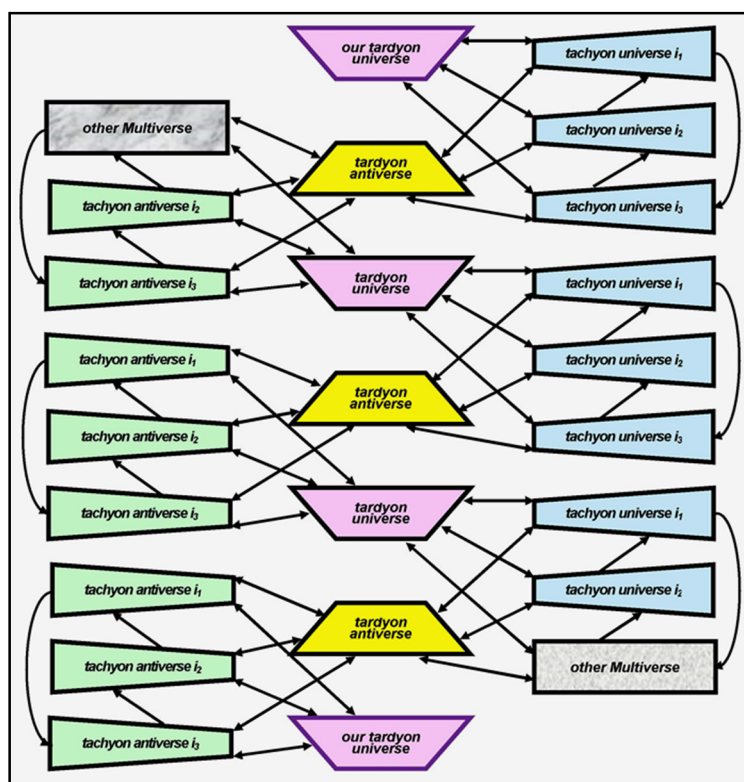 our tardyon
universe
tachyon universe i₁
other Multiverse
tachyon universe i₂
tardyon
antiverse
tachyon antiverse i₂
tachyon universe i₃
tachyon antiverse i₃
tardyon
universe
tachyon universe i₁
tachyon antiverse i₁
tachyon universe i₂
tardyon
antiverse
tachyon antiverse i₂
tachyon universe i₃
tachyon antiverse i₃
tardyon
universe
tachyon universe i₁
tachyon antiverse i₁
tachyon universe i₂
tardyon
antiverse
tachyon antiverse i₂
other Multiverse
tachyon antiverse i₃
our tardyon
universe